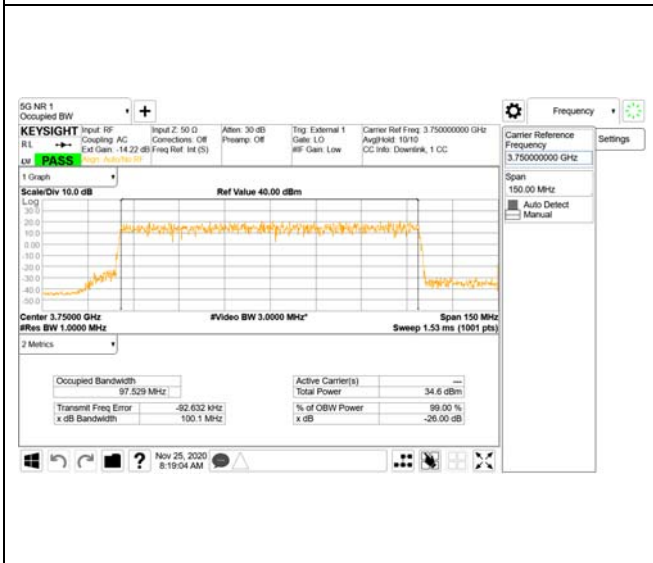 5G NR 1
Occupied BW
+
Frequency
KEYSIGHT
R L
PASS
Input: RF
Coupling: AC
Ext Gain: -14.22 dB
Align: Auto/No RF
Input Z: 50 Ω
Corrections: Off
Freq Ref: Int (S)
Atten: 30 dB
Preamp: Off
Trig: External 1
Gate: LO
#IF Gain: Low
Carrier Ref Freq: 3.750000000 GHz
Avg|Hold: 10/10
CC Info: Downlink, 1 CC
Carrier Reference
Frequency
3.750000000 GHz
Settings
Span
150.00 MHz
Auto Detect
Manual
1 Graph
Scale/Div 10.0 dB
Ref Value 40.00 dBm
Log
30.0
20.0
10.0
0.00
-10.0
-20.0
-30.0
-40.0
-50.0
Center 3.75000 GHz
#Video BW 3.0000 MHz*
Span 150 MHz
#Res BW 1.0000 MHz
Sweep 1.53 ms (1001 pts)
2 Metrics
Occupied Bandwidth
97.529 MHz
Active Carrier(s)
---
Total Power
34.6 dBm
Transmit Freq Error
-92.632 kHz
% of OBW Power
99.00 %
x dB Bandwidth
100.1 MHz
x dB
-26.00 dB
?
Nov 25, 2020
8:19:04 AM